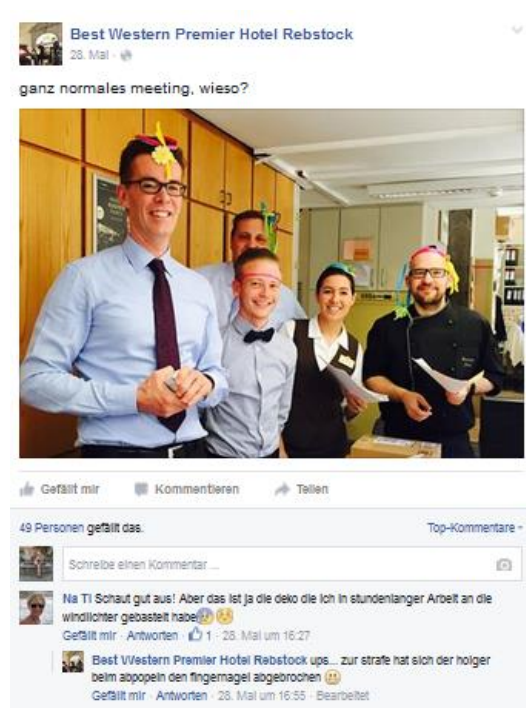 Best Western Premier Hotel Rebstock
28. Mai ·
ganz normales meeting, wieso?
Gefällt mir Kommentieren Teilen
49 Personen gefällt das.
Top-Kommentare
Schreibe einen Kommentar ...
Na Ti Schaut gut aus! Aber das ist ja die deko die ich in stundenlanger Arbeit an die
windlichter gebastelt habe
Gefällt mir · Antworten · 1 · 28. Mai um 16:27
Best Western Premier Hotel Rebstock ups... zur strafe hat sich der holger
beim abpopeln den fingernagel abgebrochen
Gefällt mir · Antworten · 28. Mai um 16:55 · Bearbeitet